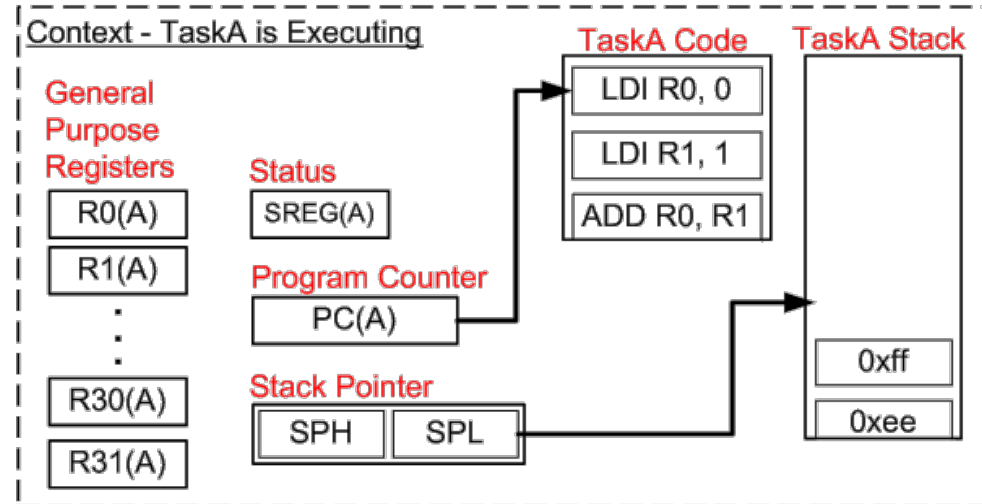 Context - TaskA is Executing
General
Purpose
Registers
R0(A)
R1(A)
R30(A)
R31(A)
Status
SREG(A)
Program Counter
PC(A)
Stack Pointer
SPH SPL
TaskA Code
LDI R0, 0
LDI R1, 1
ADD R0, R1
TaskA Stack
0xff
0xee